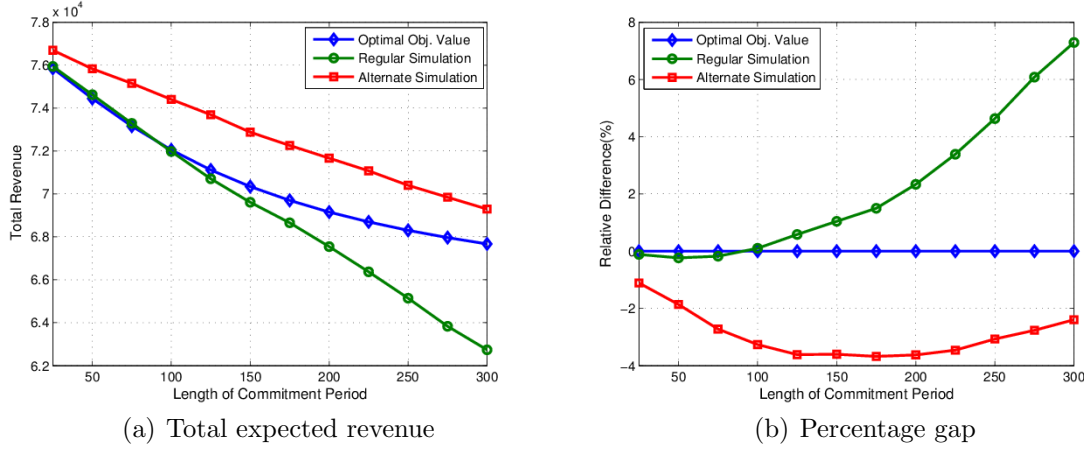 x 10⁴
7.8
7.6
7.4
7.2
7
6.8
6.6
6.4
6.2
Total Revenue
Optimal Obj. Value
Regular Simulation
Alternate Simulation
50 100 150 200 250 300
Length of Commitment Period
(a) Total expected revenue
8
6
4
2
0
−2
−4
Relative Difference(%)
Optimal Obj. Value
Regular Simulation
Alternate Simulation
50 100 150 200 250 300
Length of Commitment Period
(b) Percentage gap